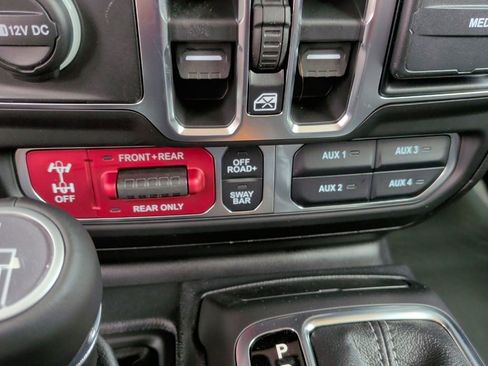 12V DC
MED
FRONT+REAR
OFF
REAR ONLY
OFF
ROAD+
SWAY
BAR
AUX 1
AUX 3
AUX 2
AUX 4
P